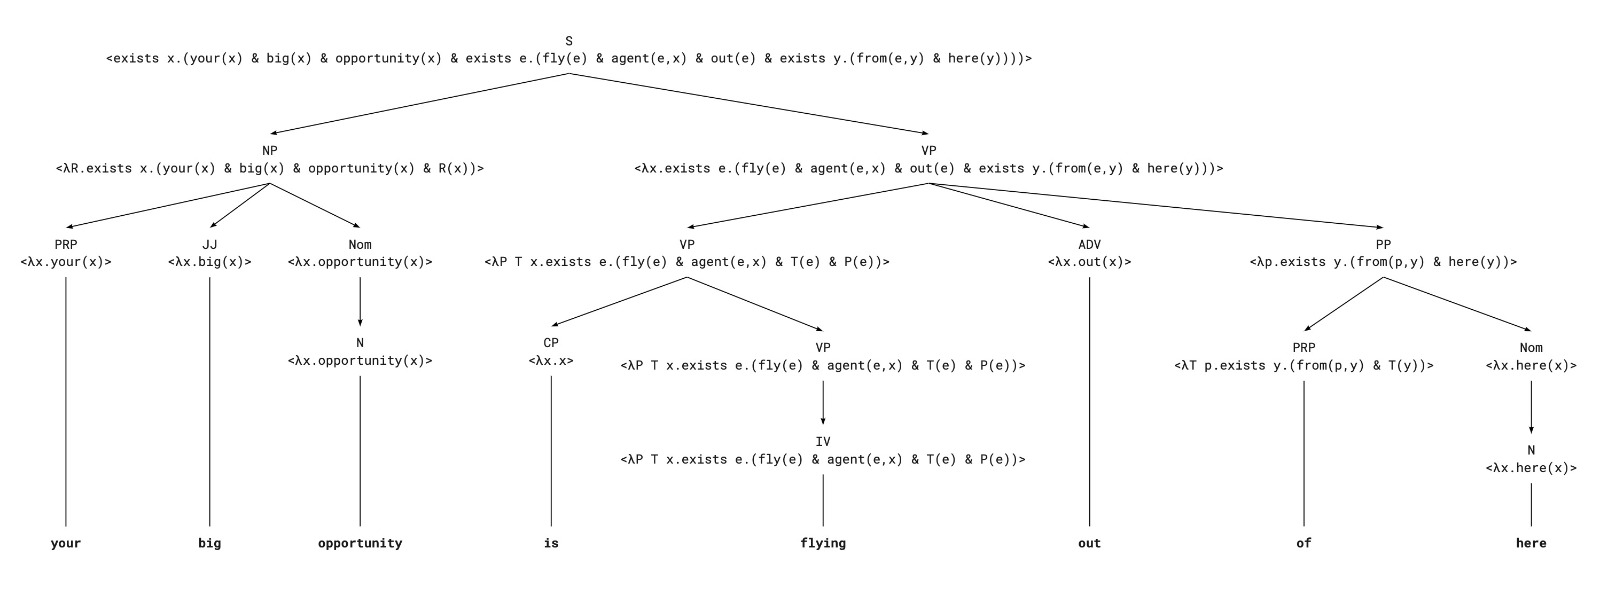 S
<exists x.(your(x) & big(x) & opportunity(x) & exists e.(fly(e) & agent(e,x) & out(e) & exists y.(from(e,y) & here(y))))>
NP
<λR.exists x.(your(x) & big(x) & opportunity(x) & R(x))>
VP
<λx.exists e.(fly(e) & agent(e,x) & out(e) & exists y.(from(e,y) & here(y)))>
PRP
<λx.your(x)>
JJ
<λx.big(x)>
Nom
<λx.opportunity(x)>
VP
<λP T x.exists e.(fly(e) & agent(e,x) & T(e) & P(e))>
ADV
<λx.out(x)>
PP
<λp.exists y.(from(p,y) & here(y))>
N
<λx.opportunity(x)>
CP
<λx.x>
VP
<λP T x.exists e.(fly(e) & agent(e,x) & T(e) & P(e))>
PRP
<λT p.exists y.(from(p,y) & T(y))>
Nom
<λx.here(x)>
IV
<λP T x.exists e.(fly(e) & agent(e,x) & T(e) & P(e))>
N
<λx.here(x)>
your big opportunity is flying out of here